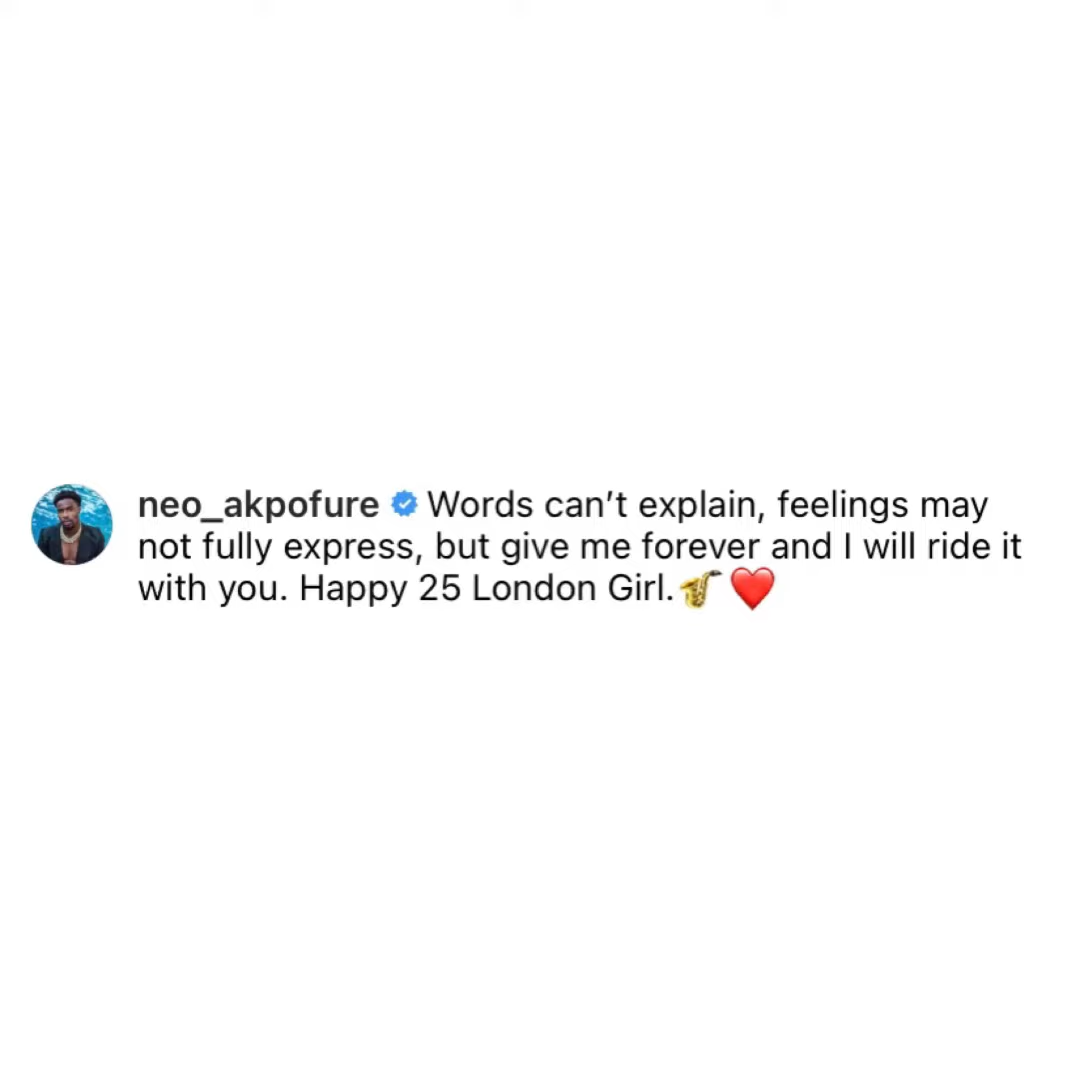 neo_akpofure Words can’t explain, feelings may
not fully express, but give me forever and I will ride it
with you. Happy 25 London Girl.🎷❤️